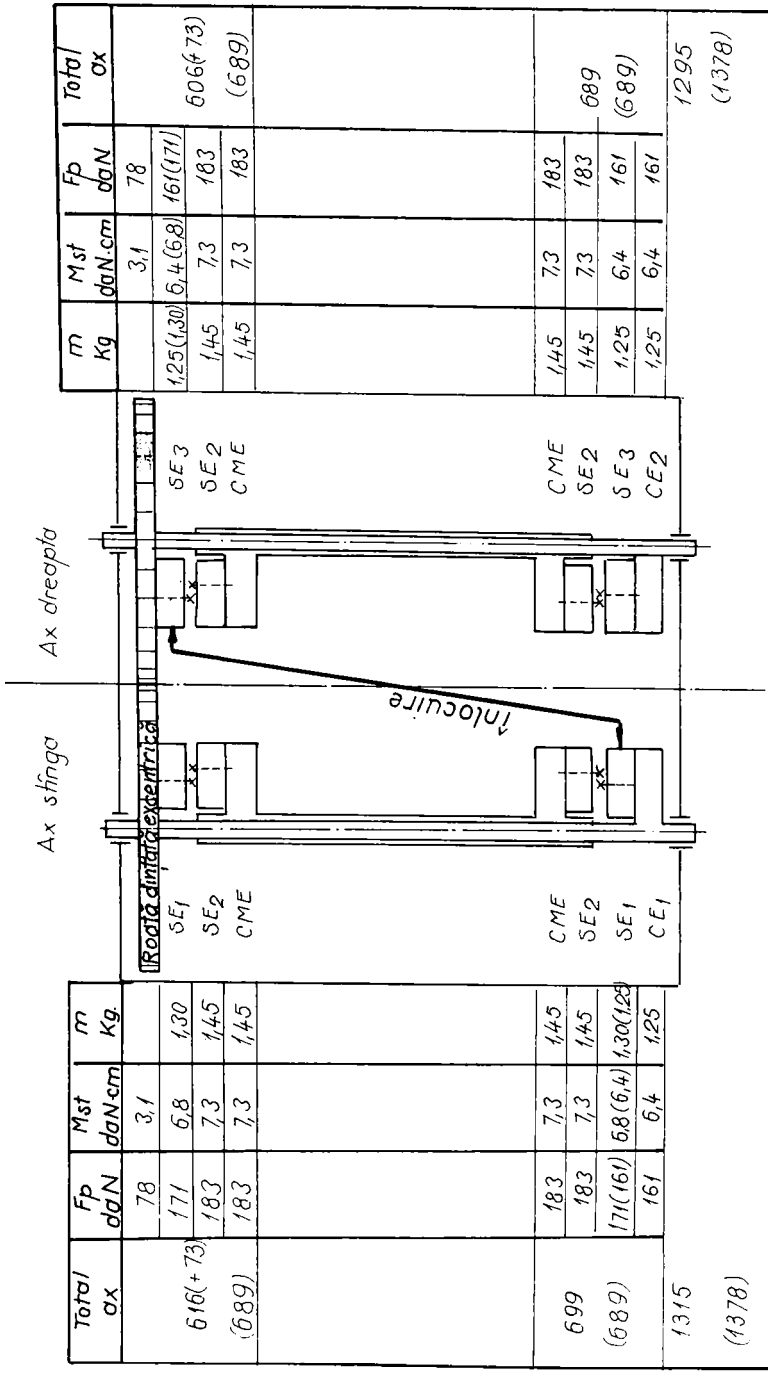 Ax stînga
Ax dreapta
Total ax
Fp daN
Mst daN·cm
m Kg.
78 3,1
616(+73) 171 6,8 1,30 SE1
183 7,3 1,45 SE2
(689) 183 7,3 1,45 CME
183 7,3 1,45 CME
699 183 7,3 1,45 SE2
(689) 171(161) 6,8(6,4) 1,30(1,25) SE1
161 6,4 1,25 CE1
1315
(1378)
Roată dințată excentrică
înlocuire
m Kg
Mst daN·cm
Fp daN
Total ax
3,1 78
SE3 1,25(1,30) 6,4(6,8) 161(171) 606(+73)
SE2 1,45 7,3 183
CME 1,45 7,3 183 (689)
CME 1,45 7,3 183
SE2 1,45 7,3 183 689
SE3 1,25 6,4 161 (689)
CE2 1,25 6,4 161
1295
(1378)